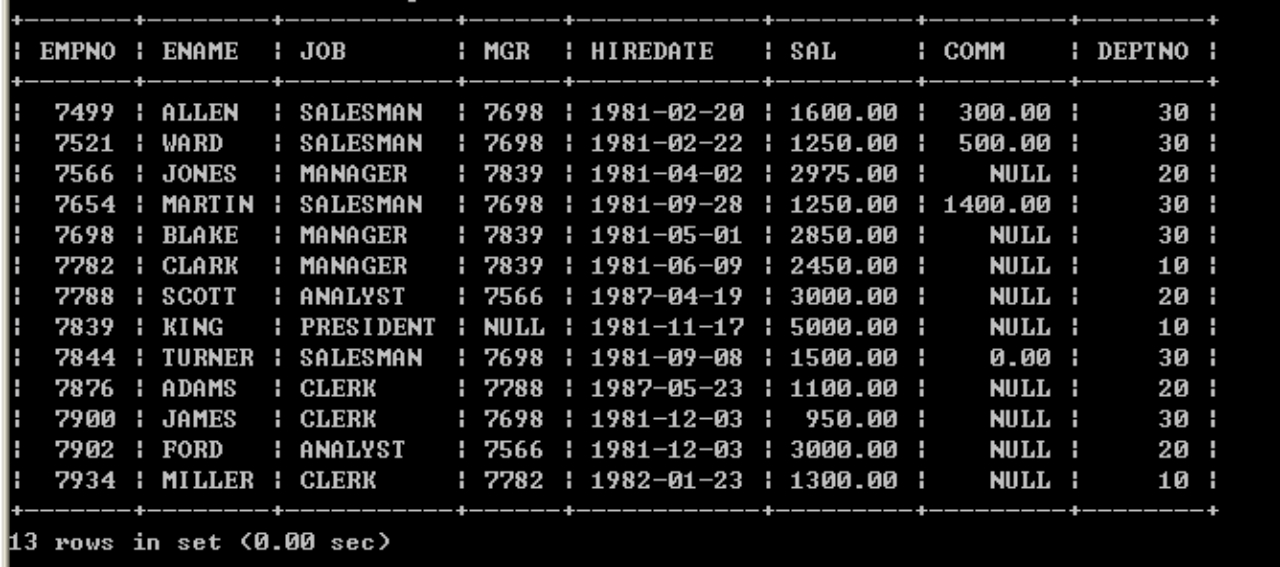 EMPNO | ENAME | JOB | MGR | HIREDATE | SAL | COMM | DEPTNO
7499 | ALLEN | SALESMAN | 7698 | 1981-02-20 | 1600.00 | 300.00 | 30
7521 | WARD | SALESMAN | 7698 | 1981-02-22 | 1250.00 | 500.00 | 30
7566 | JONES | MANAGER | 7839 | 1981-04-02 | 2975.00 | NULL | 20
7654 | MARTIN | SALESMAN | 7698 | 1981-09-28 | 1250.00 | 1400.00 | 30
7698 | BLAKE | MANAGER | 7839 | 1981-05-01 | 2850.00 | NULL | 30
7782 | CLARK | MANAGER | 7839 | 1981-06-09 | 2450.00 | NULL | 10
7788 | SCOTT | ANALYST | 7566 | 1987-04-19 | 3000.00 | NULL | 20
7839 | KING | PRESIDENT | NULL | 1981-11-17 | 5000.00 | NULL | 10
7844 | TURNER | SALESMAN | 7698 | 1981-09-08 | 1500.00 | 0.00 | 30
7876 | ADAMS | CLERK | 7788 | 1987-05-23 | 1100.00 | NULL | 20
7900 | JAMES | CLERK | 7698 | 1981-12-03 | 950.00 | NULL | 30
7902 | FORD | ANALYST | 7566 | 1981-12-03 | 3000.00 | NULL | 20
7934 | MILLER | CLERK | 7782 | 1982-01-23 | 1300.00 | NULL | 10
13 rows in set (0.00 sec)